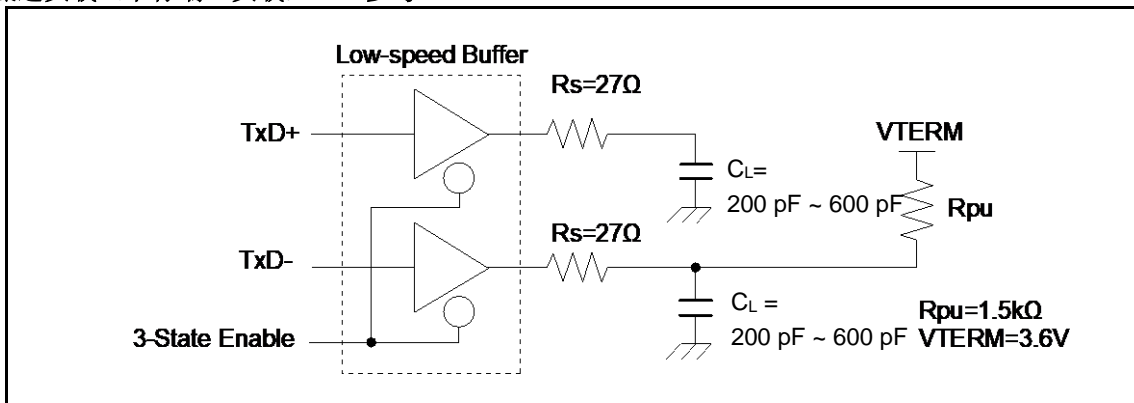 Low-speed Buffer
Rs=27Ω
TxD+
VTERM
CL=
200 pF ~ 600 pF
Rpu
Rs=27Ω
TxD-
CL =
200 pF ~ 600 pF
Rpu=1.5kΩ
VTERM=3.6V
3-State Enable